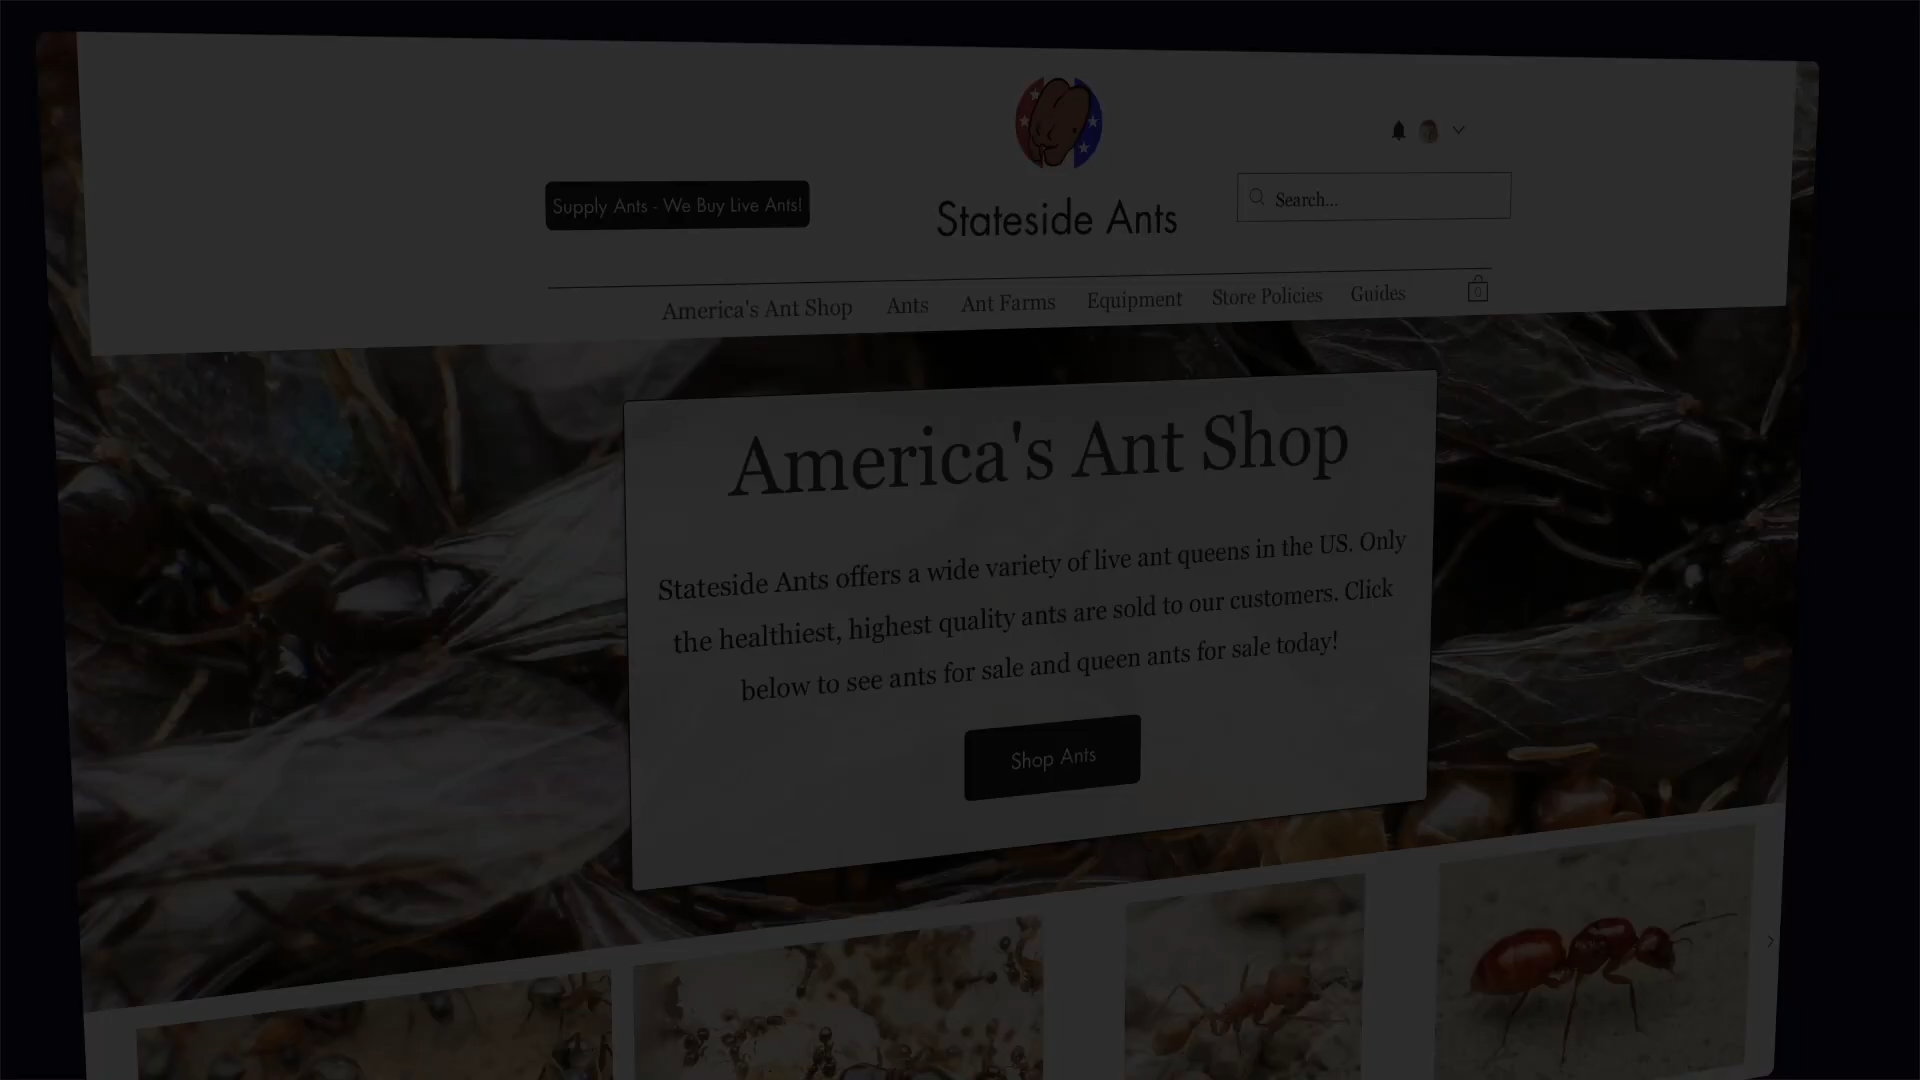 Supply Ants - We Buy Live Ants!
Stateside Ants
Search...
America's Ant Shop
Ants
Ant Farms
Equipment
Store Policies
Guides
0
America's Ant Shop
Stateside Ants offers a wide variety of live ant queens in the US. Only
the healthiest, highest quality ants are sold to our customers. Click
below to see ants for sale and queen ants for sale today!
Shop Ants